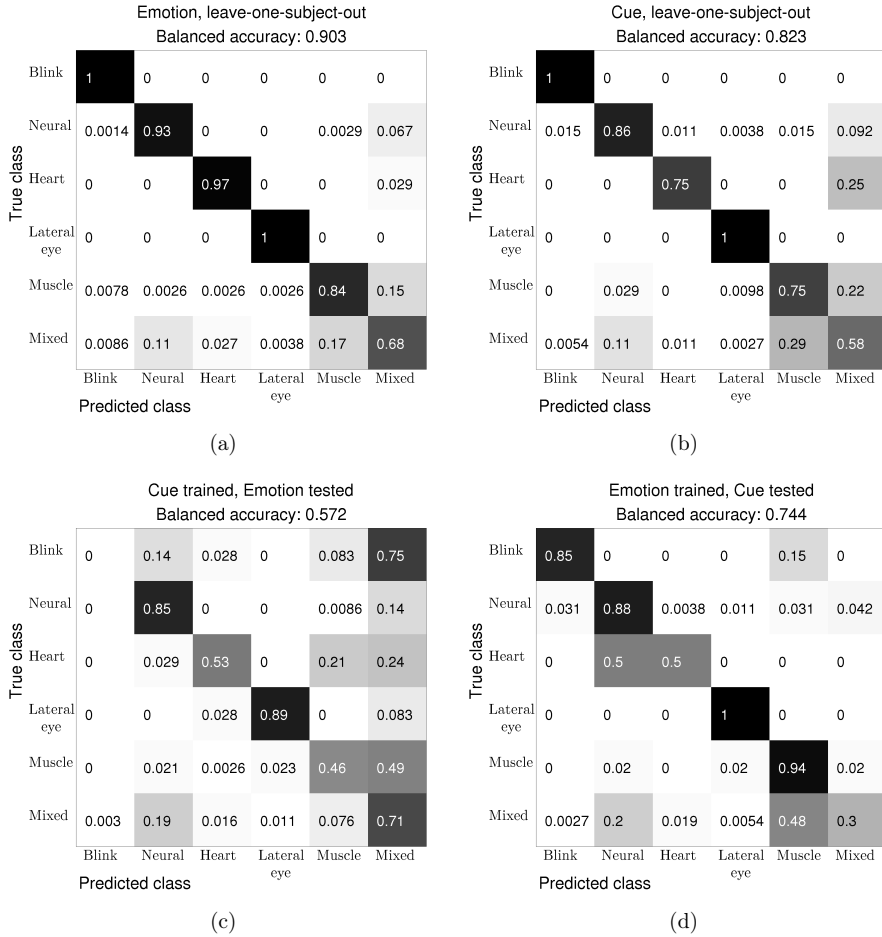 Emotion, leave-one-subject-out
Balanced accuracy: 0.903
True class
Blink 1 0 0 0 0 0
Neural 0.0014 0.93 0 0 0.0029 0.067
Heart 0 0 0.97 0 0 0.029
Lateral eye 0 0 0 1 0 0
Muscle 0.0078 0.0026 0.0026 0.0026 0.84 0.15
Mixed 0.0086 0.11 0.027 0.0038 0.17 0.68
Blink Neural Heart Lateral eye Muscle Mixed
Predicted class
(a)
Cue, leave-one-subject-out
Balanced accuracy: 0.823
True class
Blink 1 0 0 0 0 0
Neural 0.015 0.86 0.011 0.0038 0.015 0.092
Heart 0 0 0.75 0 0 0.25
Lateral eye 0 0 0 1 0 0
Muscle 0 0.029 0 0.0098 0.75 0.22
Mixed 0.0054 0.11 0.011 0.0027 0.29 0.58
Blink Neural Heart Lateral eye Muscle Mixed
Predicted class
(b)
Cue trained, Emotion tested
Balanced accuracy: 0.572
True class
Blink 0 0.14 0.028 0 0.083 0.75
Neural 0 0.85 0 0 0.0086 0.14
Heart 0 0.029 0.53 0 0.21 0.24
Lateral eye 0 0 0.028 0.89 0 0.083
Muscle 0 0.021 0.0026 0.023 0.46 0.49
Mixed 0.003 0.19 0.016 0.011 0.076 0.71
Blink Neural Heart Lateral eye Muscle Mixed
Predicted class
(c)
Emotion trained, Cue tested
Balanced accuracy: 0.744
True class
Blink 0.85 0 0 0 0.15 0
Neural 0.031 0.88 0.0038 0.011 0.031 0.042
Heart 0 0.5 0.5 0 0 0
Lateral eye 0 0 0 1 0 0
Muscle 0 0.02 0 0.02 0.94 0.02
Mixed 0.0027 0.2 0.019 0.0054 0.48 0.3
Blink Neural Heart Lateral eye Muscle Mixed
Predicted class
(d)